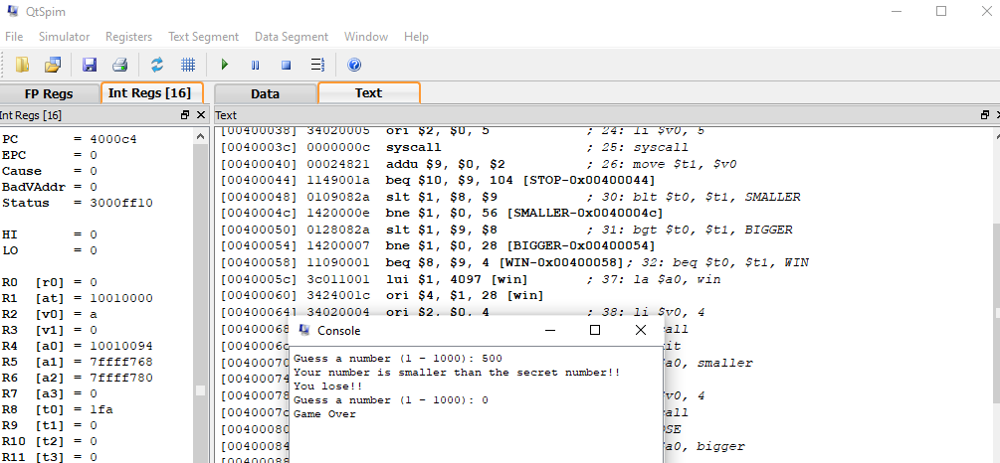 QtSpim
File Simulator Registers Text Segment Data Segment Window Help
FP Regs Int Regs [16] Data Text
Int Regs [16] Text
PC = 4000c4
EPC = 0
Cause = 0
BadVAddr = 0
Status = 3000ff10
HI = 0
LO = 0
R0 [r0] = 0
R1 [at] = 10010000
R2 [v0] = a
R3 [v1] = 0
R4 [a0] = 10010094
R5 [a1] = 7ffff768
R6 [a2] = 7ffff780
R7 [a3] = 0
R8 [t0] = 1fa
R9 [t1] = 0
R10 [t2] = 0
R11 [t3] = 0
[00400038] 34020005 ori $2, $0, 5 ; 24: li $v0, 5
[0040003c] 0000000c syscall ; 25: syscall
[00400040] 00024821 addu $9, $0, $2 ; 26: move $t1, $v0
[00400044] 1149001a beq $10, $9, 104 [STOP-0x00400044]
[00400048] 0109082a slt $1, $8, $9 ; 30: blt $t0, $t1, SMALLER
[0040004c] 1420000e bne $1, $0, 56 [SMALLER-0x0040004c]
[00400050] 0128082a slt $1, $9, $8 ; 31: bgt $t0, $t1, BIGGER
[00400054] 14200007 bne $1, $0, 28 [BIGGER-0x00400054]
[00400058] 11090001 beq $8, $9, 4 [WIN-0x00400058]; 32: beq $t0, $t1, WIN
[0040005c] 3c011001 lui $1, 4097 [win] ; 37: la $a0, win
[00400060] 3424001c ori $4, $1, 28 [win]
[00400064] 34020004 ori $2, $0, 4 ; 38: li $v0, 4
[00400068 call
[0040006c it
[00400070 a0, smaller
[00400074
[00400078 v0, 4
[0040007c all
[00400080 OSE
[00400084 a0, bigger
Console
Guess a number (1 - 1000): 500
Your number is smaller than the secret number!!
You lose!!
Guess a number (1 - 1000): 0
Game Over